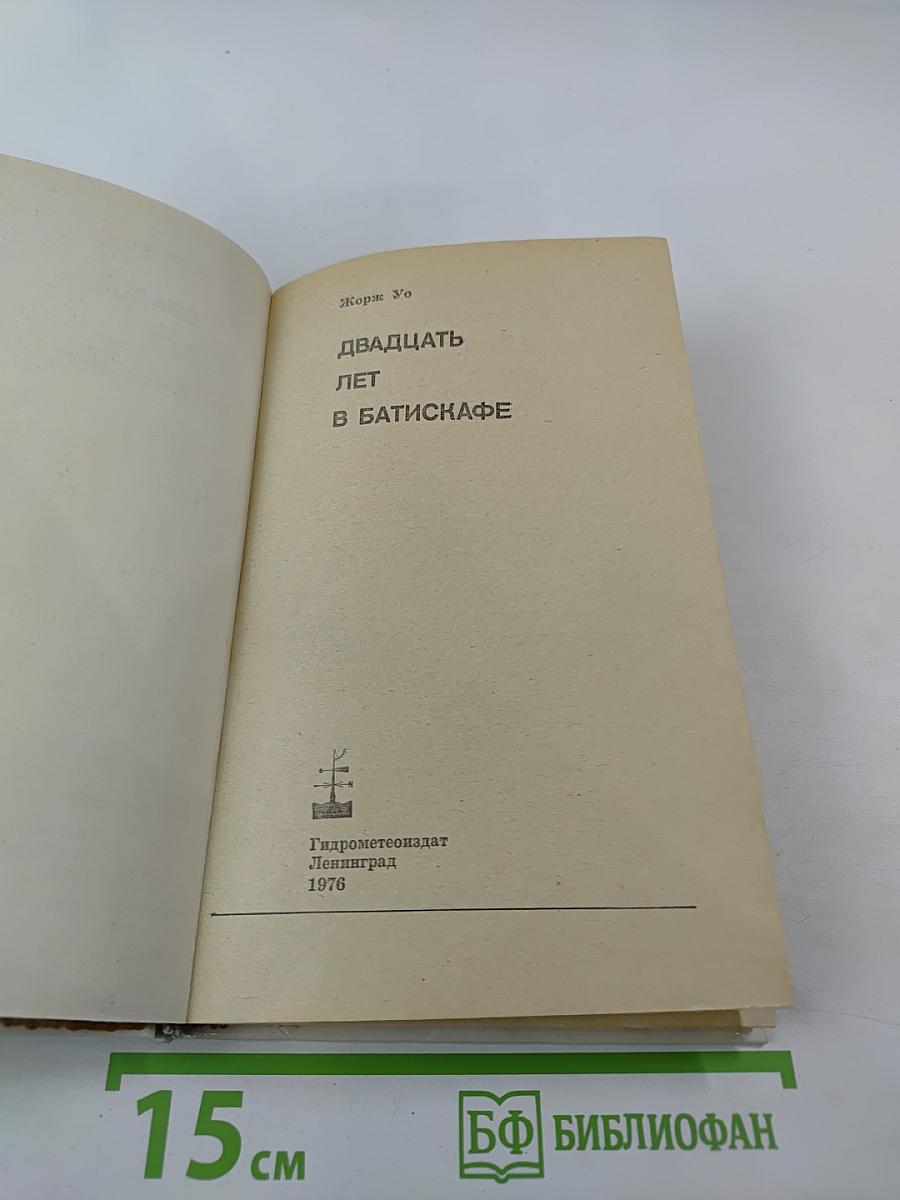 Жорж Уо
ДВАДЦАТЬ
ЛЕТ
В БАТИСКАФЕ
Гидрометеоиздат
Ленинград
1976
15 см
БФ БИБЛИОФАН